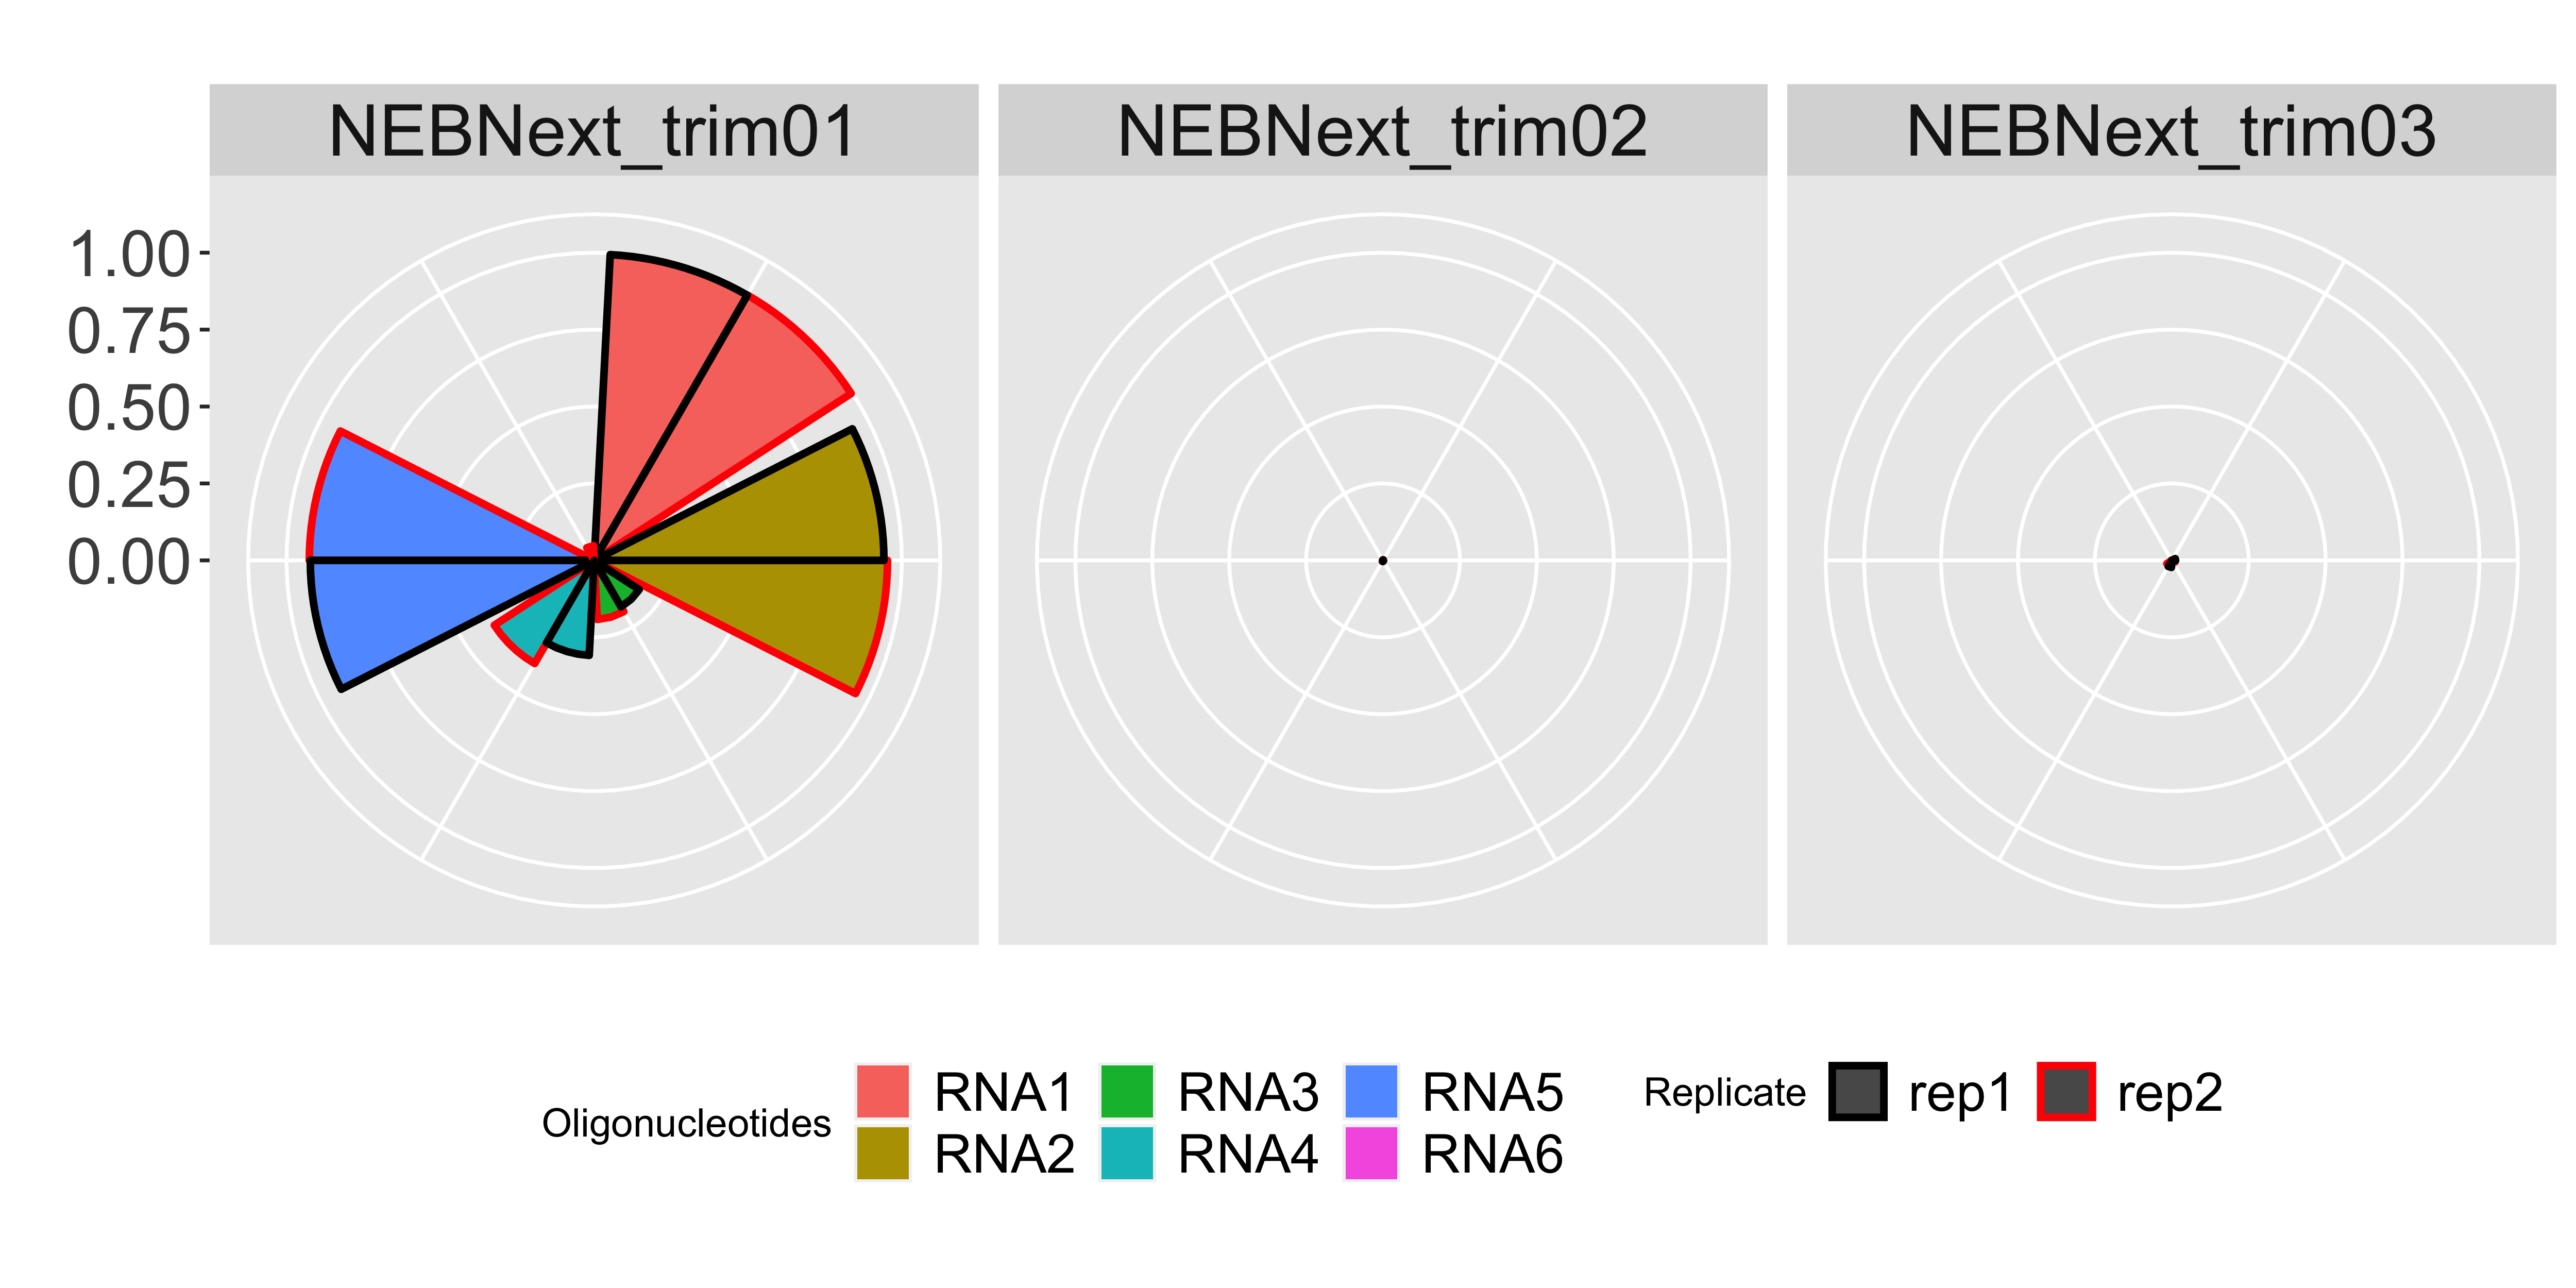 NEBNext_trim01 NEBNext_trim02 NEBNext_trim03
1.00
0.75
0.50
0.25
0.00
Oligonucleotides
RNA1 RNA3 RNA5
RNA2 RNA4 RNA6
Replicate rep1 rep2